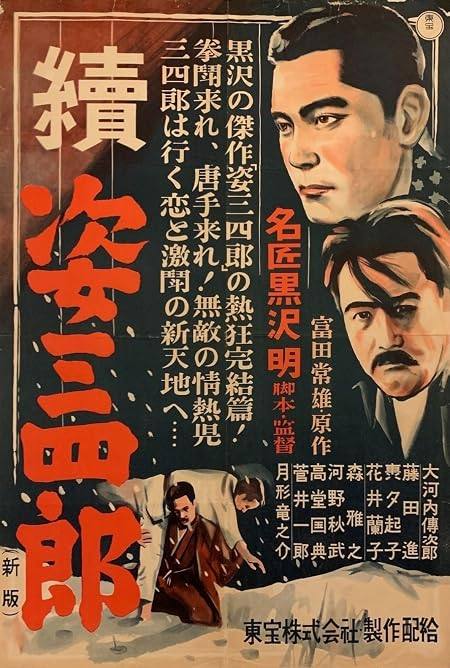 東宝
黒沢の傑作「姿三四郎」の熱狂完結篇！
拳鬪来れ、唐手来れ！無敵の情熱児
三四郎は行く恋と激鬪の新天地へ‥‥
續
姿三四郎
（新版）
名匠黒沢明
脚本・監督
富田常雄原作
大河内傳次郎
藤田進
轟夕起子
花井蘭子
森雅之
河野秋武
高堂国典
菅井一郎
月形竜之介
東宝株式会社・製作配給